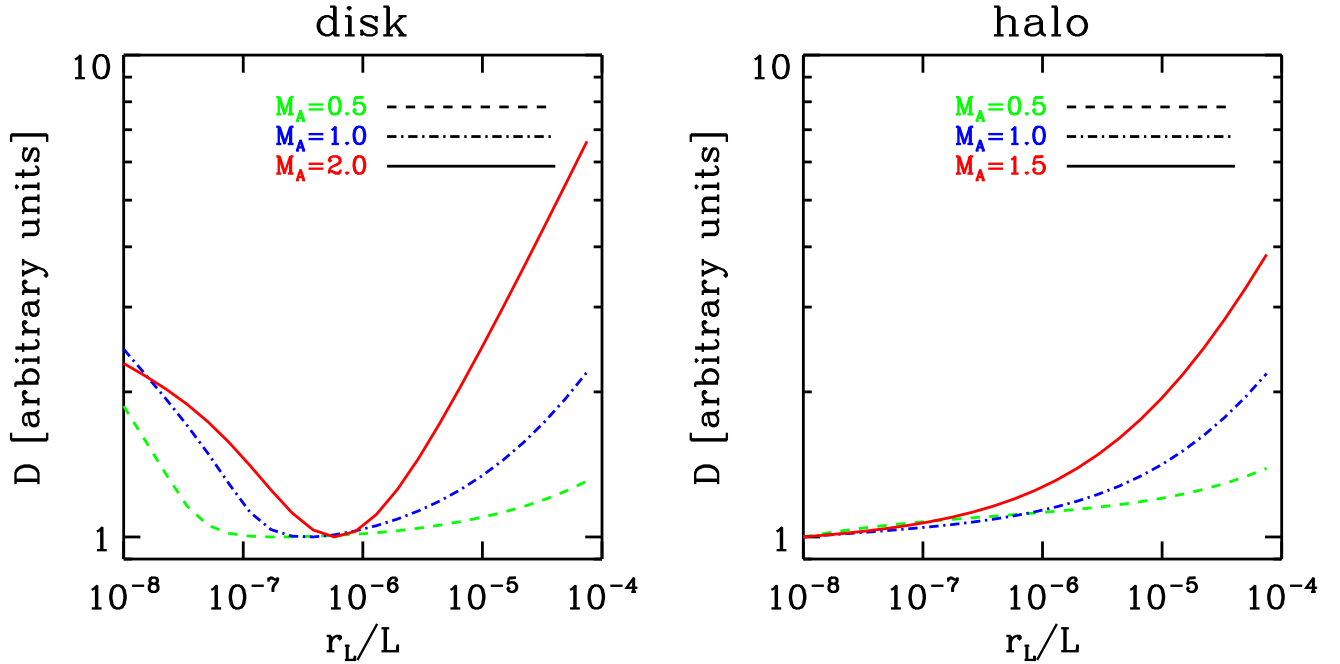 disk
10
1
D [arbitrary units]
M_A=0.5
M_A=1.0
M_A=2.0
10^-8 10^-7 10^-6 10^-5 10^-4
r_L/L
halo
10
1
D [arbitrary units]
M_A=0.5
M_A=1.0
M_A=1.5
10^-8 10^-7 10^-6 10^-5 10^-4
r_L/L